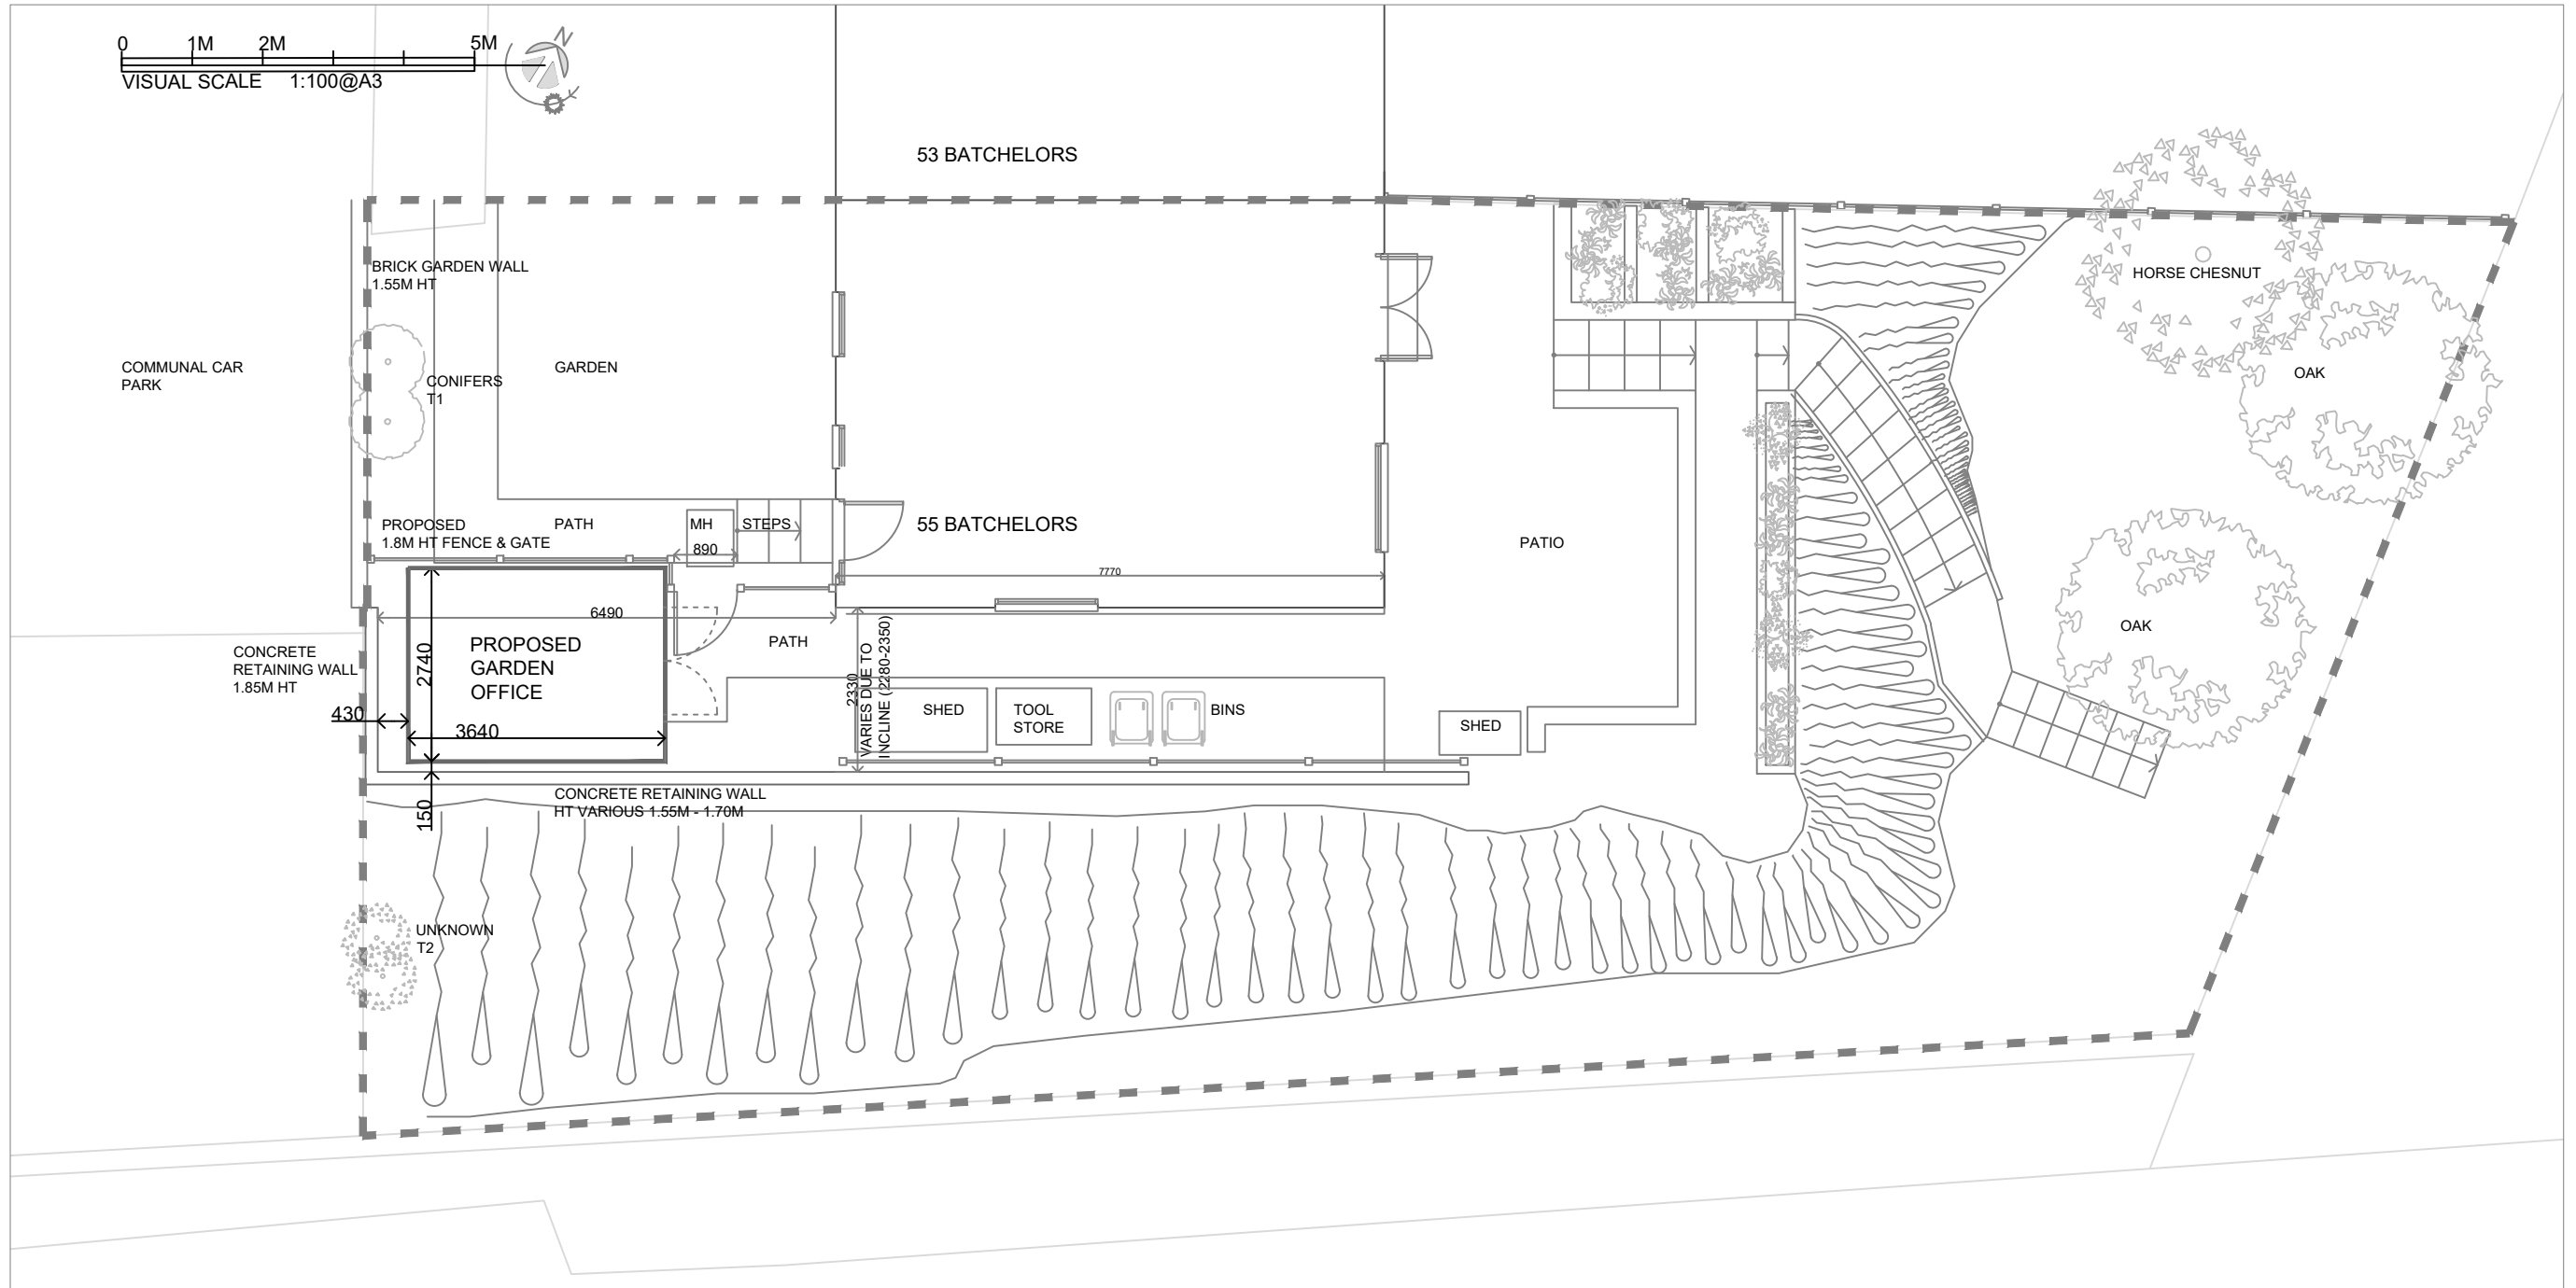 0 1M 2M 5M
VISUAL SCALE 1:100@A3
N
53 BATCHELORS
BRICK GARDEN WALL
1.55M HT
HORSE CHESNUT
COMMUNAL CAR
PARK
CONIFERS
T1
GARDEN
OAK
PROPOSED
1.8M HT FENCE & GATE
PATH
MH
STEPS
890
55 BATCHELORS
PATIO
7770
6490
OAK
CONCRETE
RETAINING WALL
1.85M HT
PROPOSED
GARDEN
OFFICE
2740
PATH
2330
VARIES DUE TO
INCLINE (2280-2350)
430
3640
SHED
TOOL
STORE
BINS
SHED
150
CONCRETE RETAINING WALL
HT VARIOUS 1.55M - 1.70M
UNKNOWN
T2